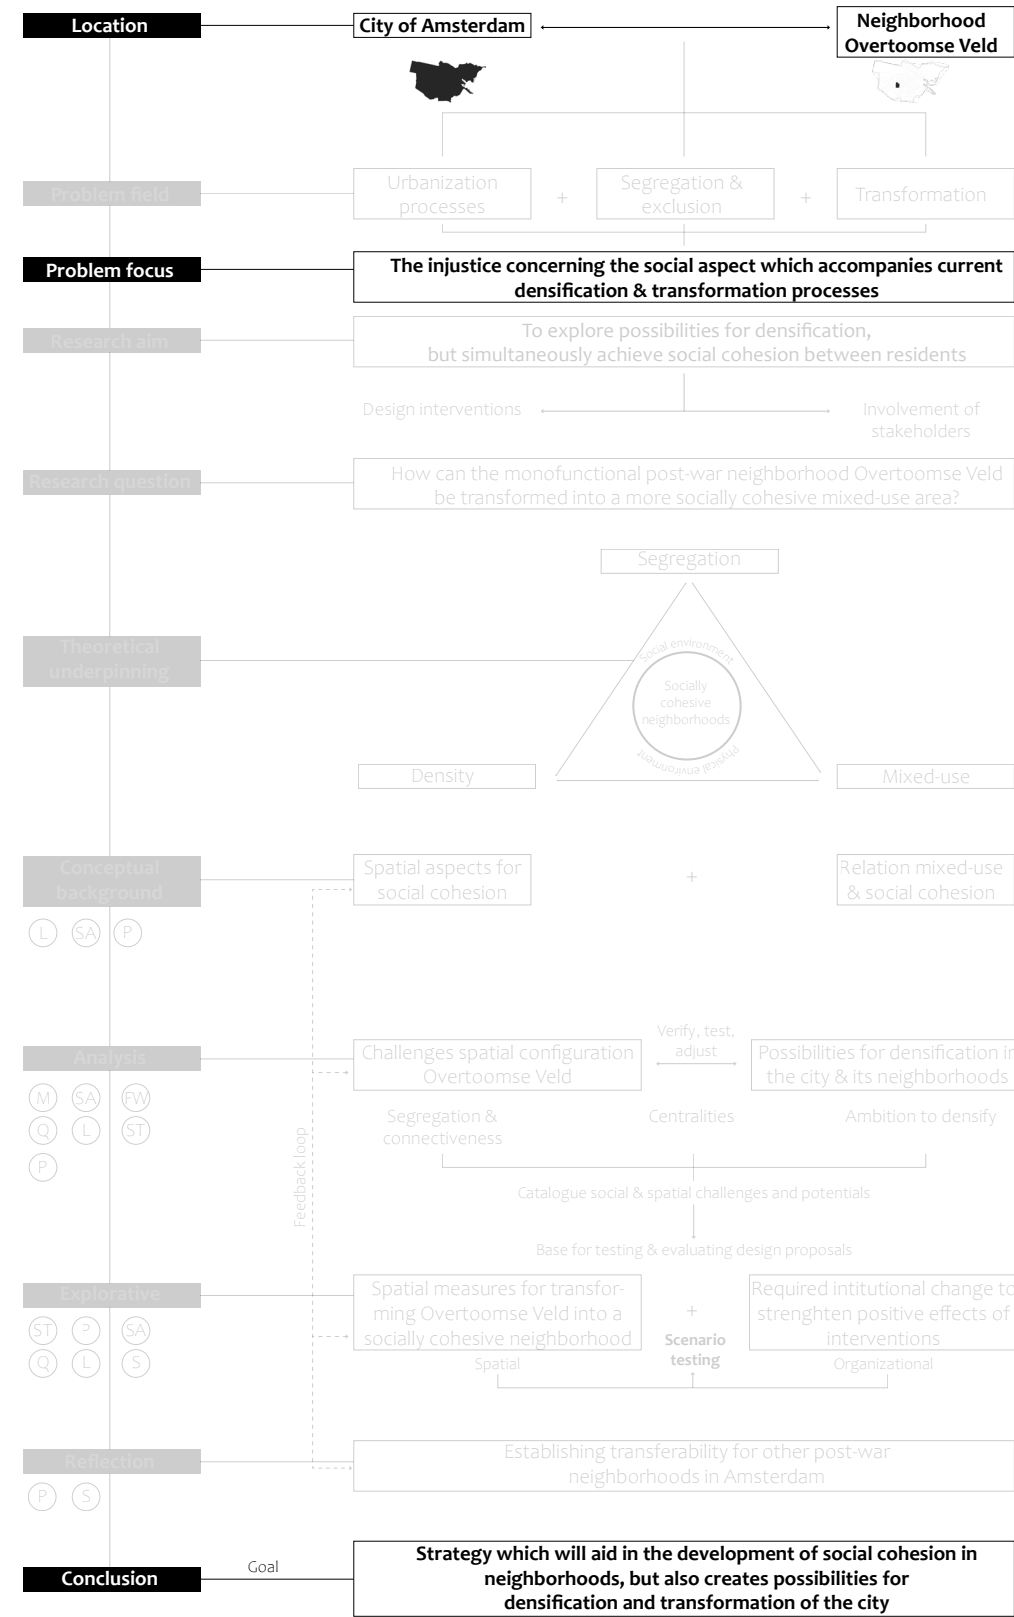 Location
City of Amsterdam
Neighborhood
Overtoomse Veld
Problem field
Urbanization
processes
+
Segregation &
exclusion
+
Transformation
Problem focus
The injustice concerning the social aspect which accompanies current
densification & transformation processes
Research aim
To explore possibilities for densification,
but simultaneously achieve social cohesion between residents
Design interventions
Involvement of
stakeholders
Research question
How can the monofunctional post-war neighborhood Overtoomse Veld
be transformed into a more socially cohesive mixed-use area?
Segregation
Theoretical
underpinning
Social environment
Socially
cohesive
neighborhoods
Physical environment
Density
Mixed-use
Conceptual
background
Spatial aspects for
social cohesion
+
Relation mixed-use
& social cohesion
L SA P
Analysis
Challenges spatial configuration
Overtoomse Veld
Verify, test,
adjust
Possibilities for densification in
the city & its neighborhoods
M SA FW
Q L ST
P
Segregation &
connectiveness
Centralities
Ambition to densify
Feedback loop
Catalogue social & spatial challenges and potentials
Base for testing & evaluating design proposals
Explorative
Spatial measures for transfor-
ming Overtoomse Veld into a
socially cohesive neighborhood
+
Required intitutional change to
strenghten positive effects of
interventions
ST SA
Q L S
Scenario
testing
Spatial
Organizational
Reflection
Establishing transferability for other post-war
neighborhoods in Amsterdam
P S
Conclusion
Goal
Strategy which will aid in the development of social cohesion in
neighborhoods, but also creates possibilities for
densification and transformation of the city